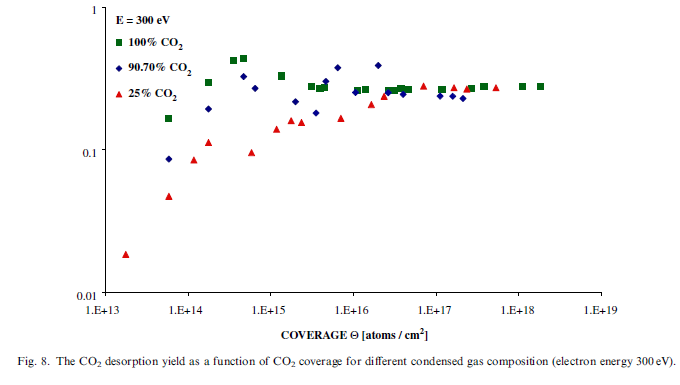 1
E = 300 eV
100% CO2
90.70% CO2
25% CO2
0.1
0.01
1.E+13 1.E+14 1.E+15 1.E+16 1.E+17 1.E+18 1.E+19
COVERAGE Θ [atoms / cm²]
Fig. 8. The CO2 desorption yield as a function of CO2 coverage for different condensed gas composition (electron energy 300 eV).